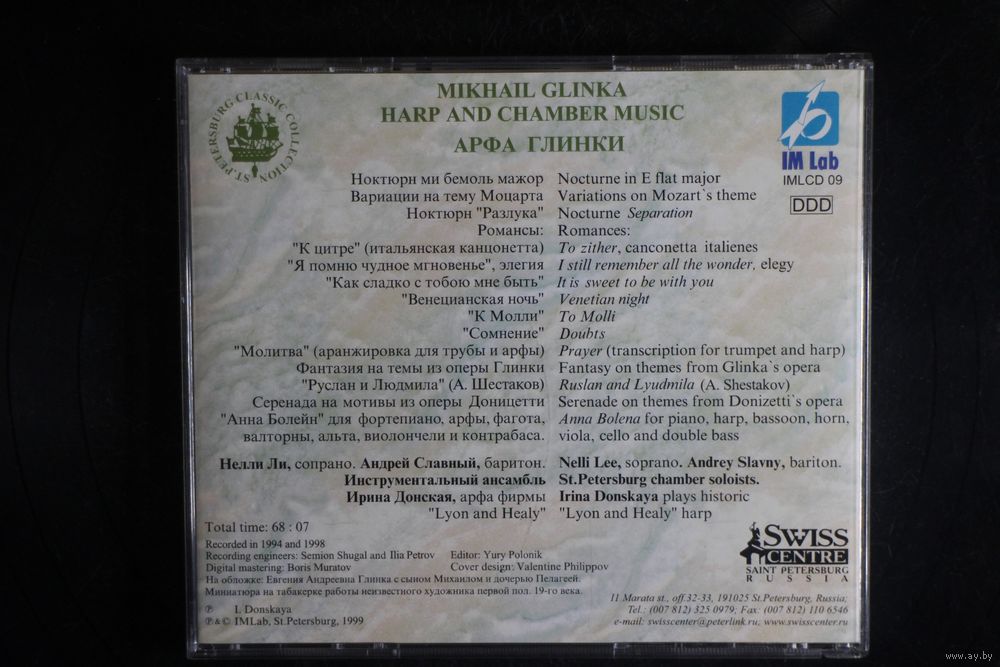 MIKHAIL GLINKA
HARP AND CHAMBER MUSIC
АРФА ГЛИНКИ
ST.PETERSBURG CLASSIC COLLECTION
IM Lab
IMLCD 09
DDD
Ноктюрн ми бемоль мажор Nocturne in E flat major
Вариации на тему Моцарта Variations on Mozart`s theme
Ноктюрн "Разлука" Nocturne Separation
Романсы: Romances:
"К цитре" (итальянская канцонетта) To zither, canconetta italienes
"Я помню чудное мгновенье", элегия I still remember all the wonder, elegy
"Как сладко с тобою мне быть" It is sweet to be with you
"Венецианская ночь" Venetian night
"К Молли" To Molli
"Сомнение" Doubts
"Молитва" (аранжировка для трубы и арфы) Prayer (transcription for trumpet and harp)
Фантазия на темы из оперы Глинки Fantasy on themes from Glinka`s opera
"Руслан и Людмила" (А. Шестаков) Ruslan and Lyudmila (A. Shestakov)
Серенада на мотивы из оперы Доницетти Serenade on themes from Donizetti`s opera
"Анна Болейн" для фортепиано, арфы, фагота, Anna Bolena for piano, harp, bassoon, horn,
валторны, альта, виолончели и контрабаса. viola, cello and double bass
Нелли Ли, сопрано. Андрей Славный, баритон. Nelli Lee, soprano. Andrey Slavny, bariton.
Инструментальный ансамбль St.Petersburg chamber soloists.
Ирина Донская, арфа фирмы Irina Donskaya plays historic
"Lyon and Healy" "Lyon and Healy" harp
Total time: 68 : 07
Recorded in 1994 and 1998
Recording engineers: Semion Shugal and Ilia Petrov Editor: Yury Polonik
Digital mastering: Boris Muratov Cover design: Valentine Philippov
На обложке: Евгения Андреевна Глинка с сыном Михаилом и дочерью Пелагеей.
Миниатюра на табакерке работы неизвестного художника первой пол. 19-го века.
℗ I. Donskaya
℗ & © IMLab, St.Petersburg, 1999
SWISS
CENTRE
SAINT PETERSBURG
RUSSIA
11 Marata st., off.32-33, 191025 St.Petersburg, Russia;
Tel.: (007 812) 325 0979; Fax: (007 812) 110 6546
e-mail: swisscenter@peterlink.ru, www.swisscenter.ru
www.ay.by